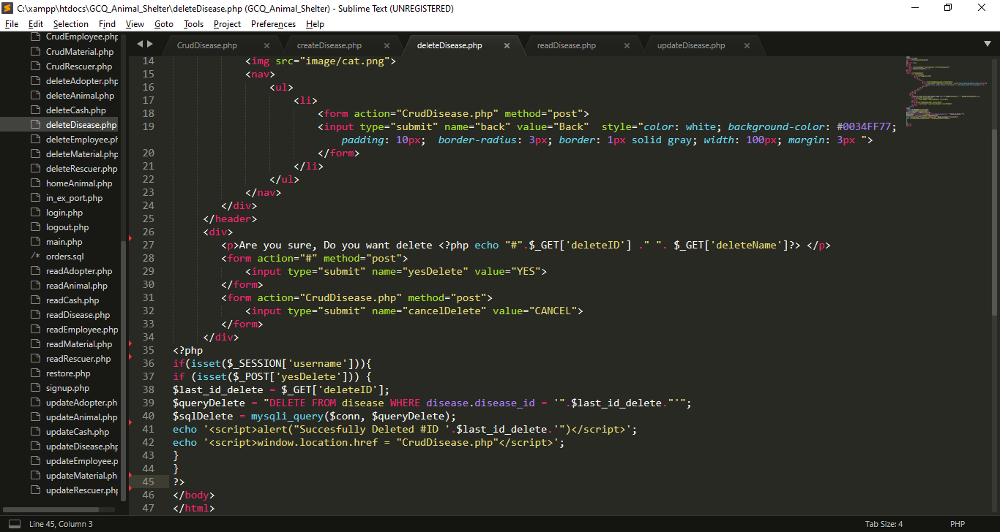 C:\xampp\htdocs\GCQ_Animal_Shelter\deleteDisease.php (GCQ_Animal_Shelter) - Sublime Text (UNREGISTERED)
File Edit Selection Find View Goto Tools Project Preferences Help
CrudEmployee.php
CrudMaterial.php
CrudRescuer.php
deleteAdopter.php
deleteAnimal.php
deleteCash.php
deleteDisease.php
deleteEmployee.ph
deleteMaterial.php
deleteRescuer.php
homeAnimal.php
in_ex_port.php
login.php
logout.php
main.php
/* orders.sql
readAdopter.php
readAnimal.php
readCash.php
readDisease.php
readEmployee.php
readMaterial.php
readRescuer.php
restore.php
signup.php
updateAdopter.ph
updateAnimal.php
updateCash.php
updateDisease.php
updateEmployee.p
updateMaterial.ph
updateRescuer.php
CrudDisease.php × createDisease.php × deleteDisease.php × readDisease.php × updateDisease.php ×
14 <img src="image/cat.png">
15 <nav>
16 <ul>
17 <li>
18 <form action="CrudDisease.php" method="post">
19 <input type="submit" name="back" value="Back"  style="color: white; background-color: #0034FF77;
padding: 10px;  border-radius: 3px; border: 1px solid gray; width: 100px; margin: 3px ">
20 </form>
21 </li>
22 </ul>
23 </nav>
24 </div>
25 </header>
26 <div>
27 <p>Are you sure, Do you want delete <?php echo "#".$_GET['deleteID'] ." ". $_GET['deleteName']?> </p>
28 <form action="#" method="post">
29 <input type="submit" name="yesDelete" value="YES">
30 </form>
31 <form action="CrudDisease.php" method="post">
32 <input type="submit" name="cancelDelete" value="CANCEL">
33 </form>
34 </div>
35 <?php
36 if(isset($_SESSION['username'])){
37 if (isset($_POST['yesDelete'])) {
38 $last_id_delete = $_GET['deleteID'];
39 $queryDelete = "DELETE FROM disease WHERE disease.disease_id = '".$last_id_delete."'";
40 $sqlDelete = mysqli_query($conn, $queryDelete);
41 echo '<script>alert("Succesfully Deleted #ID '.$last_id_delete.'")</script>';
42 echo '<script>window.location.href = "CrudDisease.php"</script>';
43 }
44 }
45 ?>
46 </body>
47 </html>
Line 45, Column 3 Tab Size: 4 PHP